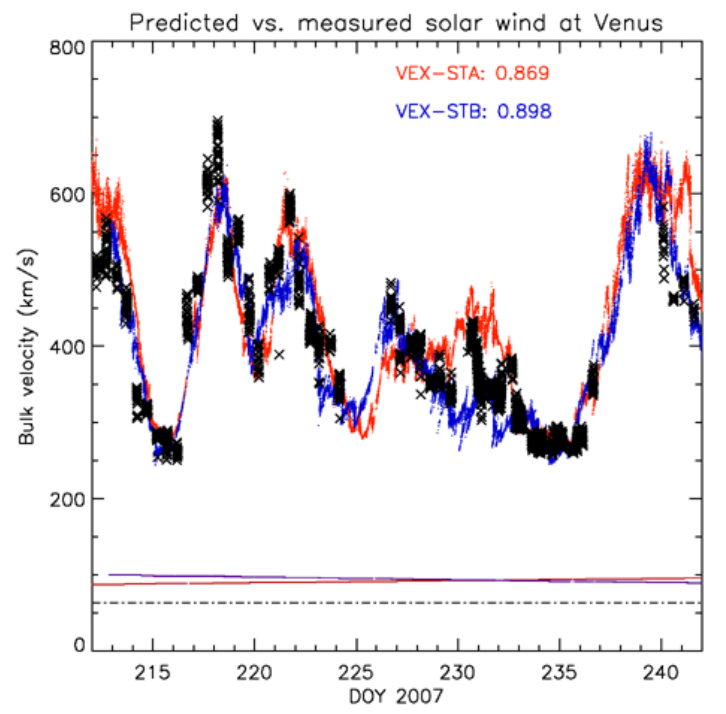 Predicted vs. measured solar wind at Venus
800
VEX-STA: 0.869
VEX-STB: 0.898
600
400
200
0
Bulk velocity (km/s)
215 220 225 230 235 240
DOY 2007